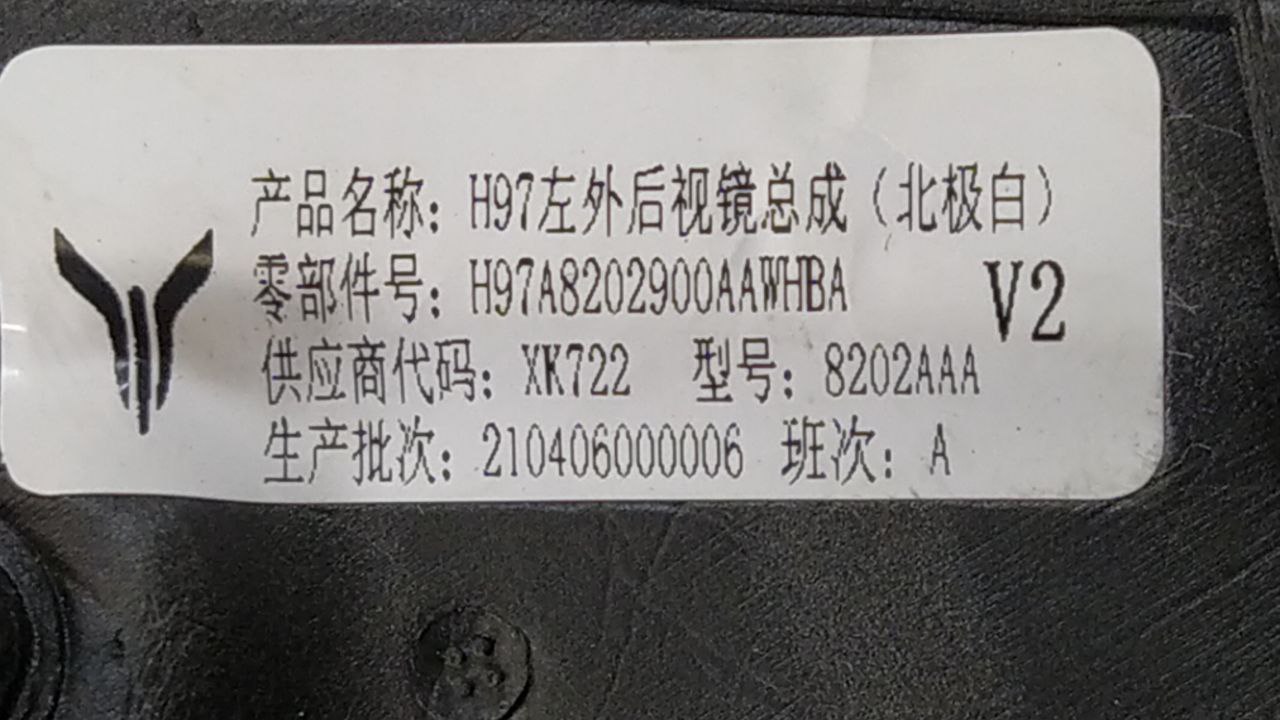 产品名称：H97左外后视镜总成（北极白）
零部件号：H97A8202900AAWHBA
V2
供应商代码：XK722 型号：8202AAA
生产批次：210406000006 班次：A